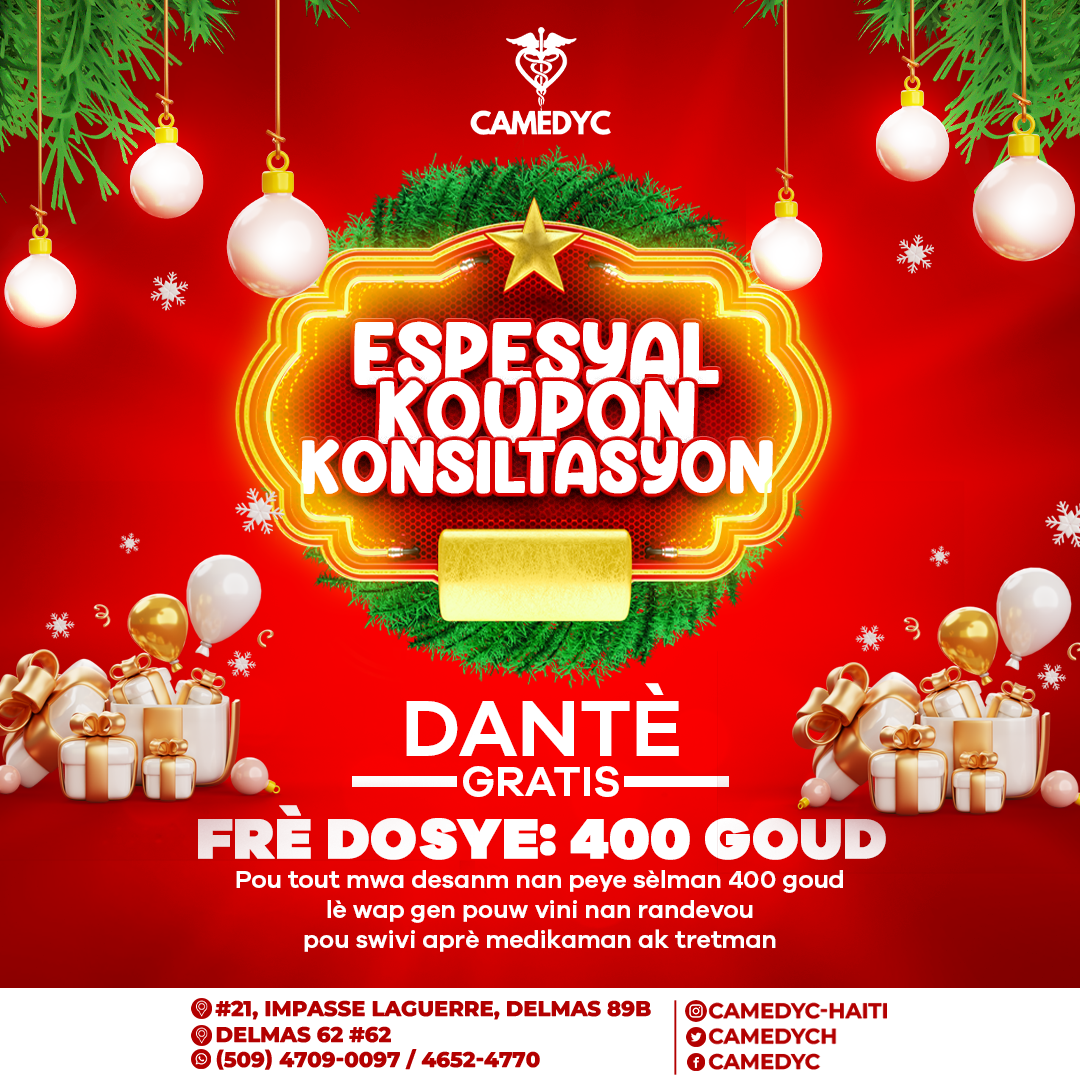 CAMEDYC
ESPESYAL
KOUPON
KONSILTASYON
DANTÈ
GRATIS
FRÈ DOSYE: 400 GOUD
Pou tout mwa desanm nan peye sèlman 400 goud
lè wap gen pouw vini nan randevou
pou swivi aprè medikaman ak tretman
#21, IMPASSE LAGUERRE, DELMAS 89B
DELMAS 62 #62
(509) 4709-0097 / 4652-4770
CAMEDYC-HAITI
CAMEDYCH
CAMEDYC